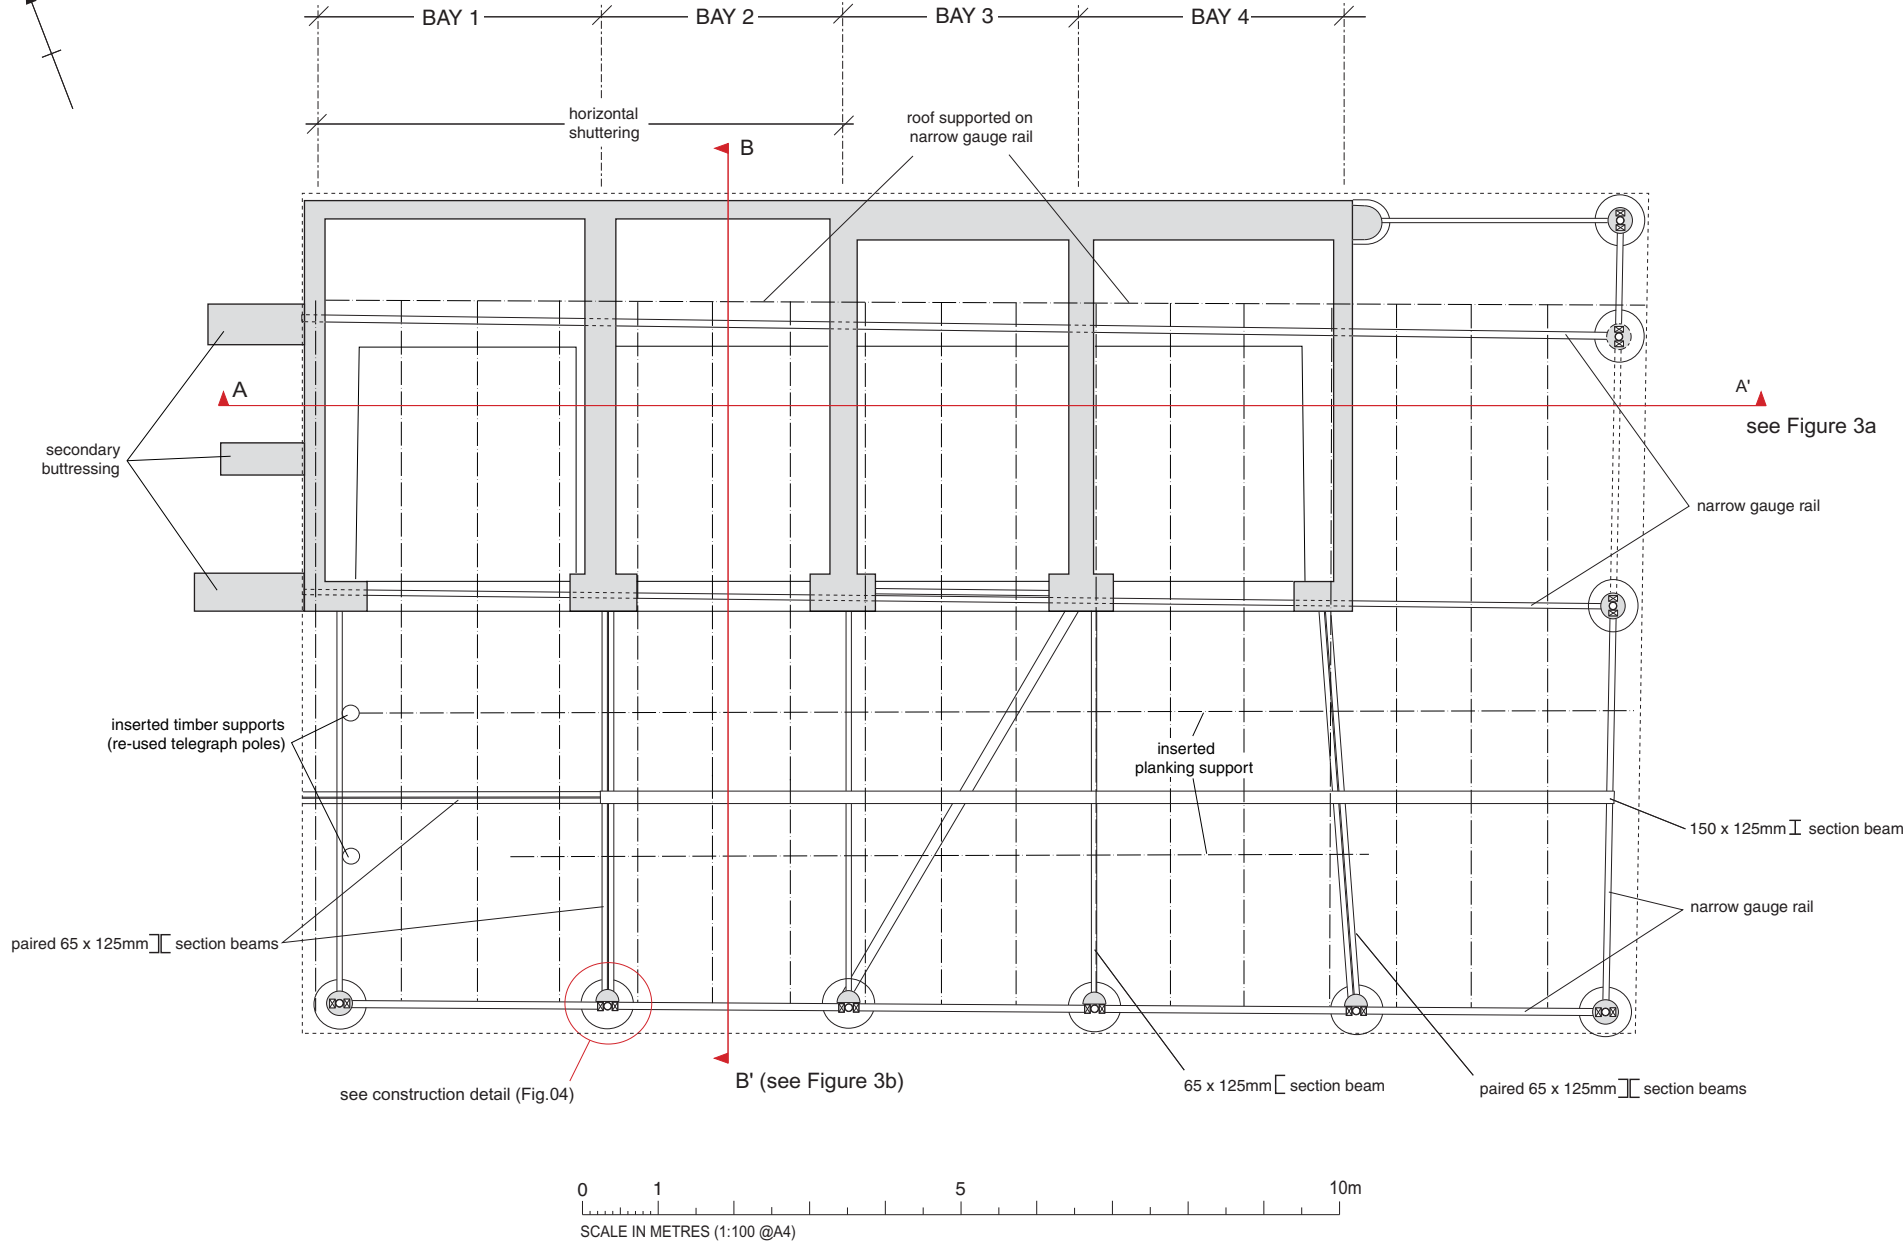 BAY 1
BAY 2
BAY 3
BAY 4
horizontal
shuttering
roof supported on
narrow gauge rail
B
A
A'
see Figure 3a
secondary
buttressing
narrow gauge rail
inserted timber supports
(re-used telegraph poles)
inserted
planking support
150 x 125mm section beam
narrow gauge rail
paired 65 x 125mm section beams
B' (see Figure 3b)
see construction detail (Fig.04)
65 x 125mm section beam
paired 65 x 125mm section beams
0 1 5 10m
SCALE IN METRES (1:100 @A4)